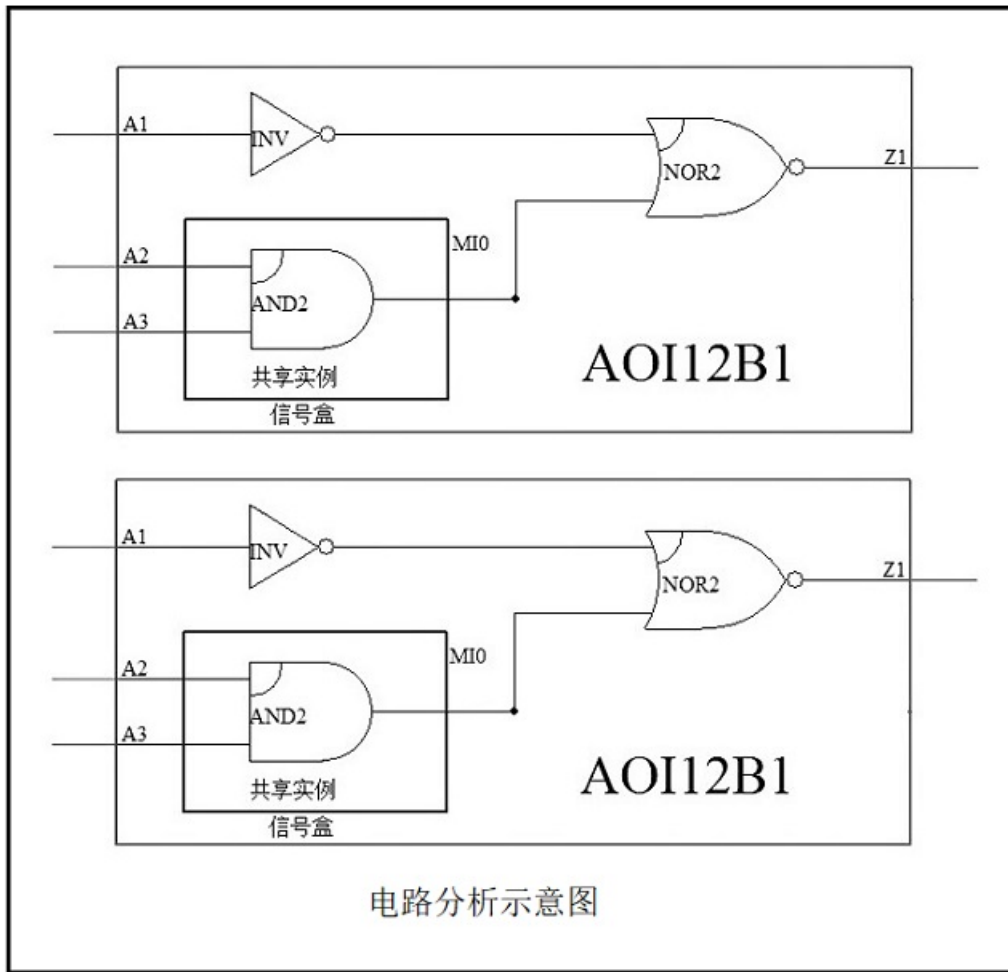 A1
INV
NOR2
Z1
A2
MI0
AND2
A3
共享实例
信号盒
AOI12B1
A1
INV
NOR2
Z1
A2
MI0
AND2
A3
共享实例
信号盒
AOI12B1
电路分析示意图